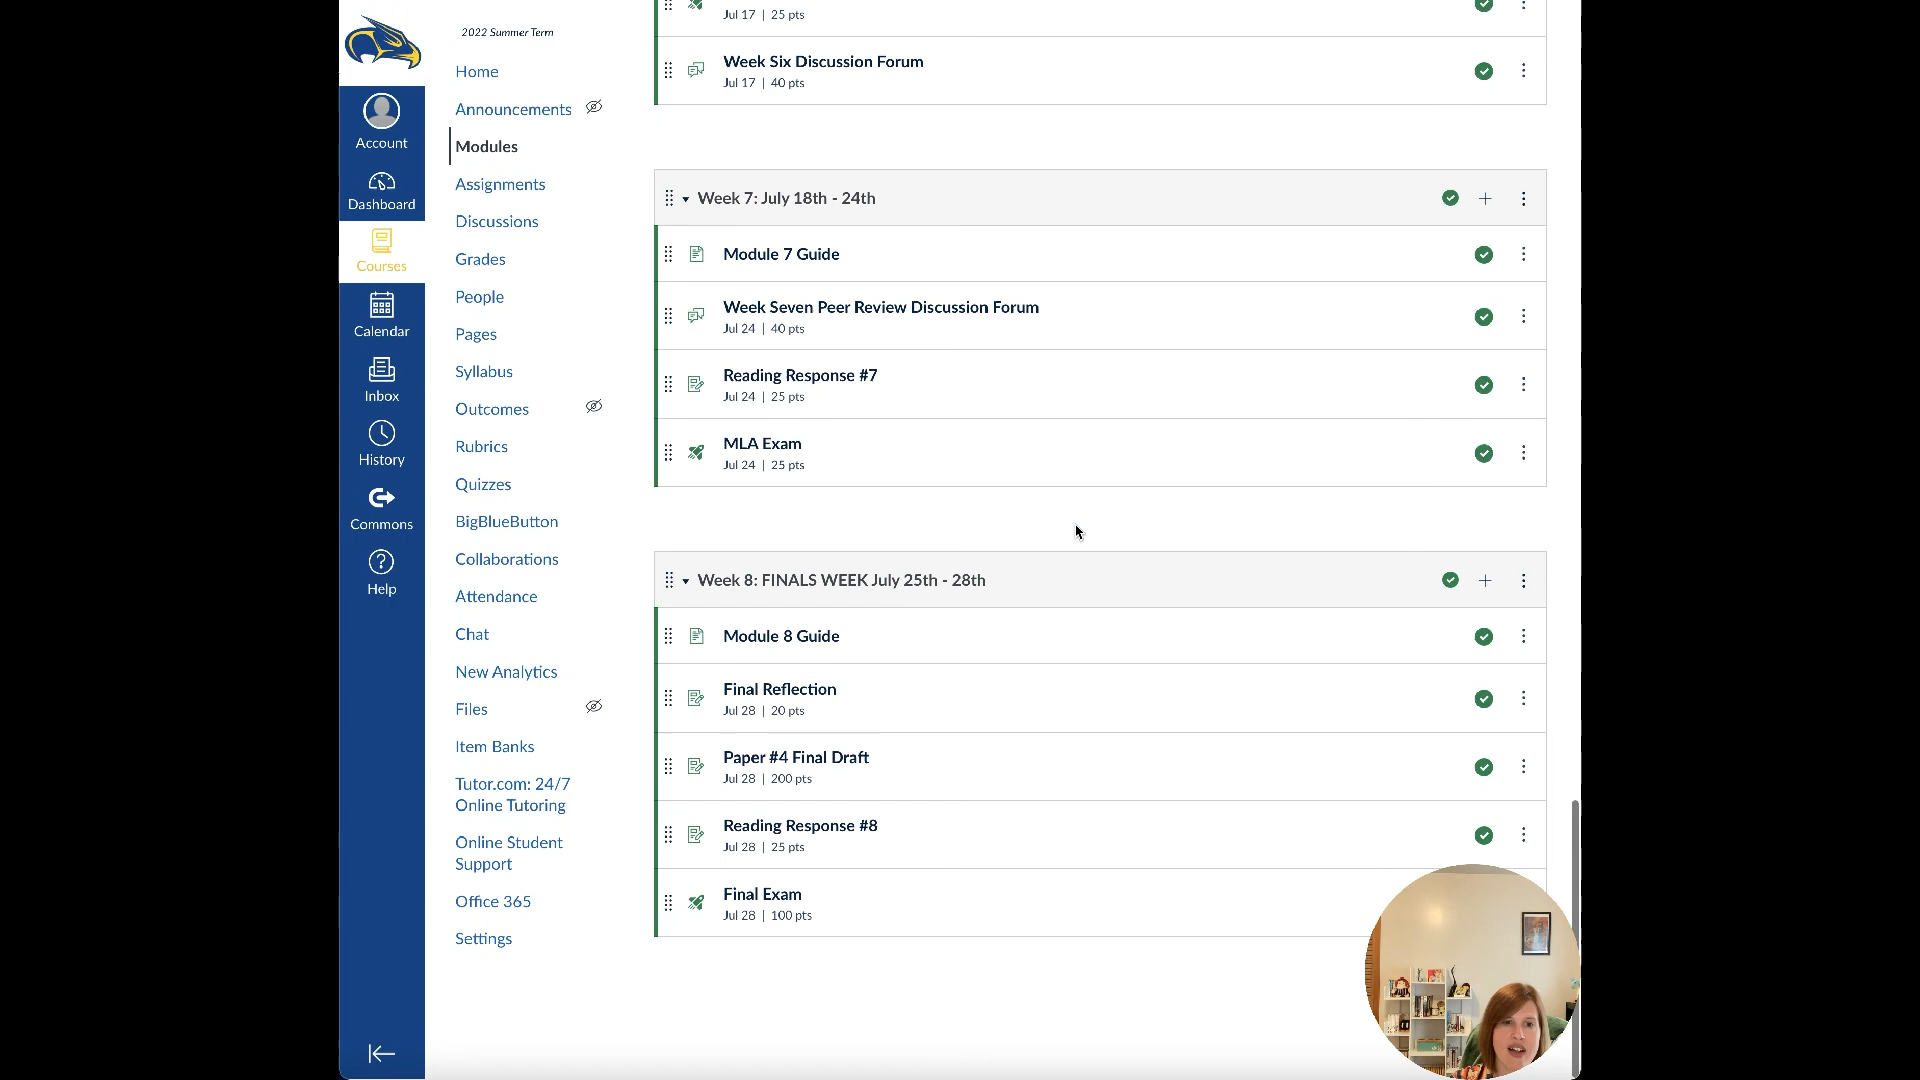 2022 Summer Term
Home
Announcements
Modules
Assignments
Discussions
Grades
People
Pages
Syllabus
Outcomes
Rubrics
Quizzes
BigBlueButton
Collaborations
Attendance
Chat
New Analytics
Files
Item Banks
Tutor.com: 24/7
Online Tutoring
Online Student
Support
Office 365
Settings
Account
Dashboard
Courses
Calendar
Inbox
History
Commons
Help
Jul 17 | 25 pts
Week Six Discussion Forum
Jul 17 | 40 pts
Week 7: July 18th - 24th
Module 7 Guide
Week Seven Peer Review Discussion Forum
Jul 24 | 40 pts
Reading Response #7
Jul 24 | 25 pts
MLA Exam
Jul 24 | 25 pts
Week 8: FINALS WEEK July 25th - 28th
Module 8 Guide
Final Reflection
Jul 28 | 20 pts
Paper #4 Final Draft
Jul 28 | 200 pts
Reading Response #8
Jul 28 | 25 pts
Final Exam
Jul 28 | 100 pts